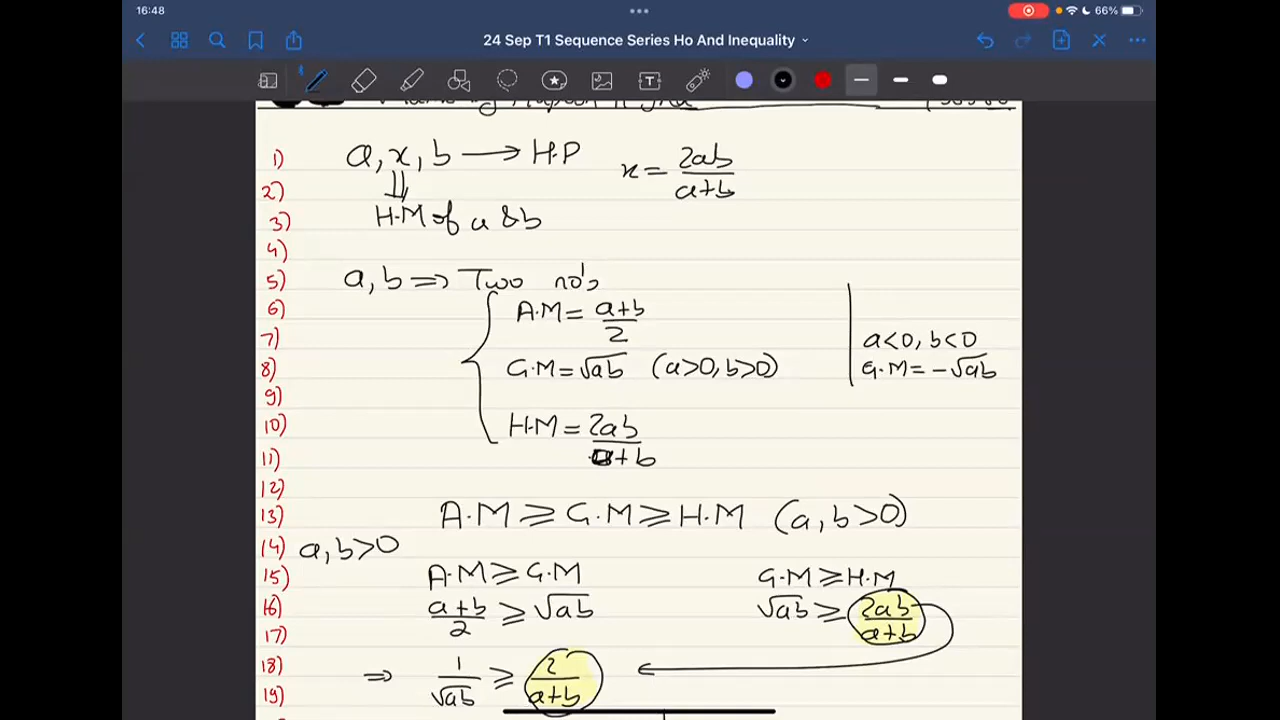 16:48
66%
24 Sep T1 Sequence Series Ho And Inequality
1) a, x, b → H.P x = 2ab/(a+b)
2) ⇓
3) H.M of a & b
4)
5) a, b ⇒ Two no's
6) A.M = (a+b)/2
7) a<0, b<0
8) G.M = √ab (a>0, b>0) G.M = -√ab
9)
10) H.M = 2ab/(a+b)
11)
12)
13) A.M ≥ G.M ≥ H.M (a, b>0)
14) a, b>0
15) A.M ≥ G.M G.M ≥ H.M
16) (a+b)/2 ≥ √ab √ab ≥ 2ab/(a+b)
17)
18) ⇒ 1/√ab ≥ 2/(a+b)
19)